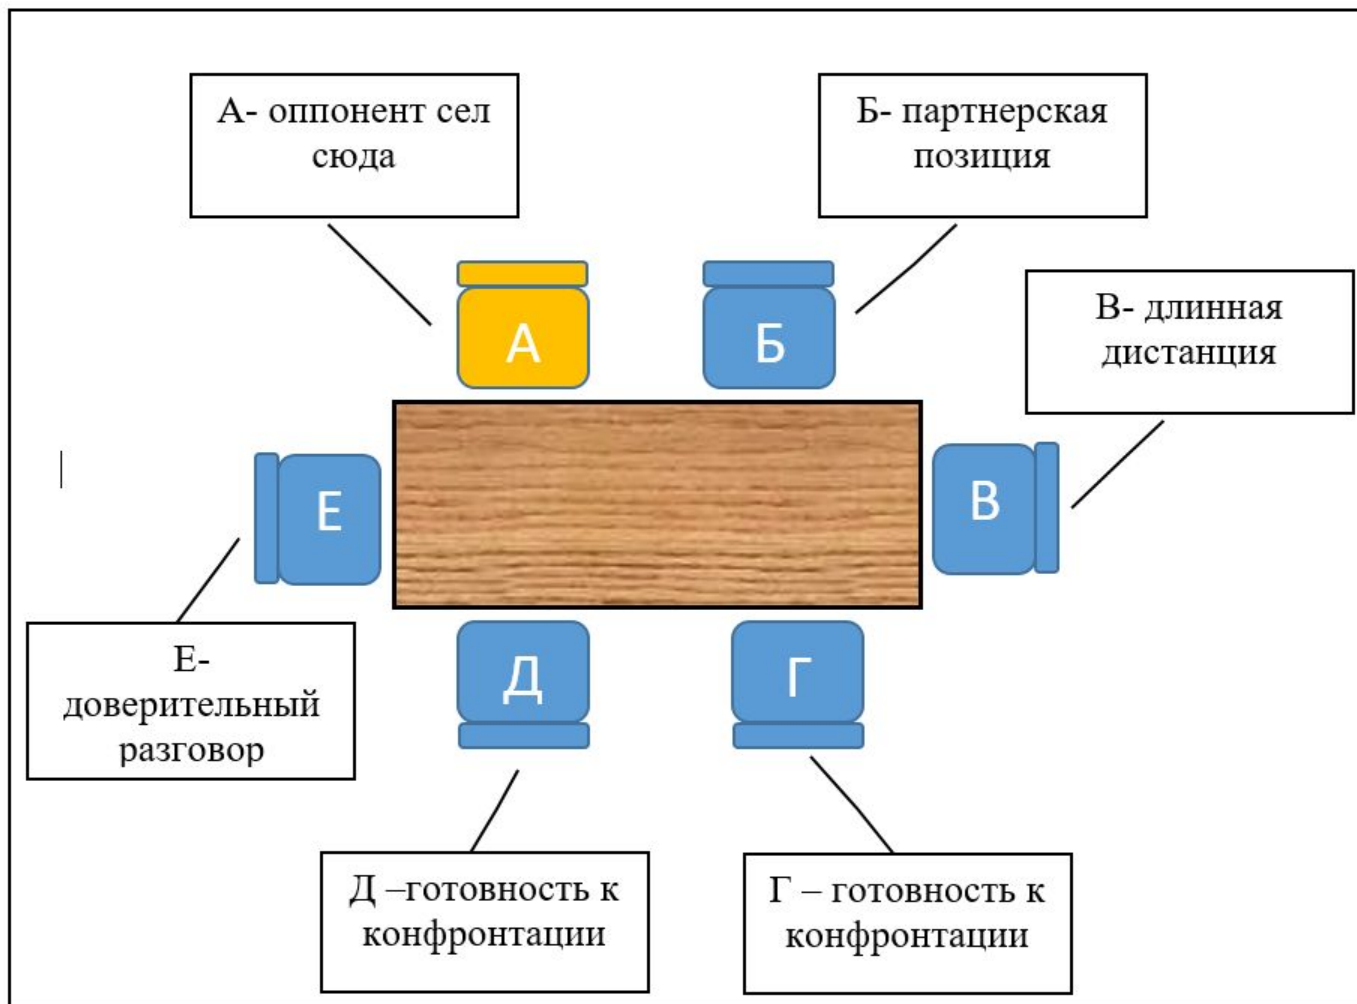 А- оппонент сел
сюда
Б- партнерская
позиция
В- длинная
дистанция
А
Б
Е
В
Е-
доверительный
разговор
Д
Г
Д –готовность к
конфронтации
Г – готовность к
конфронтации